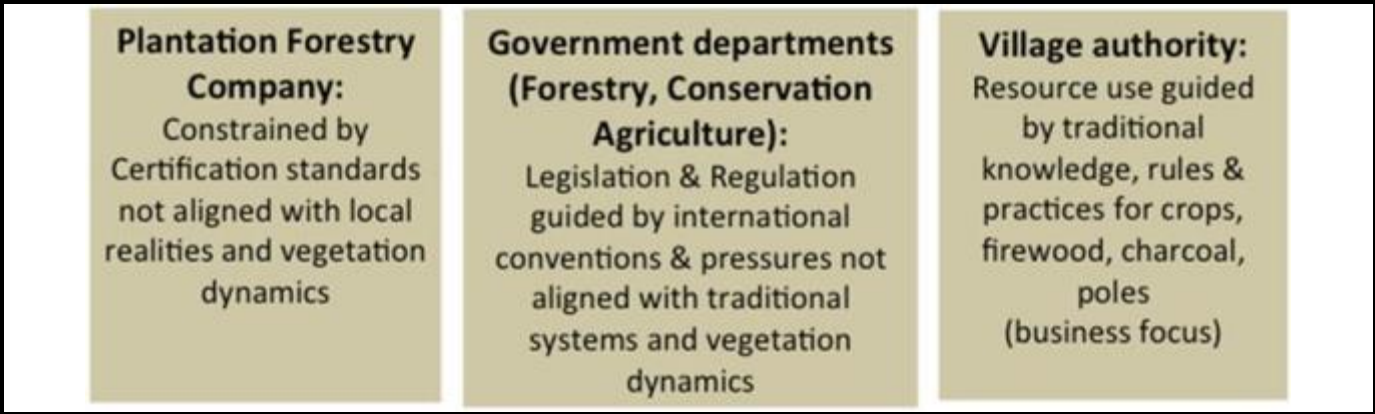 Plantation Forestry
Company:
Constrained by
Certification standards
not aligned with local
realities and vegetation
dynamics
Government departments
(Forestry, Conservation
Agriculture):
Legislation & Regulation
guided by international
conventions & pressures not
aligned with traditional
systems and vegetation
dynamics
Village authority:
Resource use guided
by traditional
knowledge, rules &
practices for crops,
firewood, charcoal,
poles
(business focus)